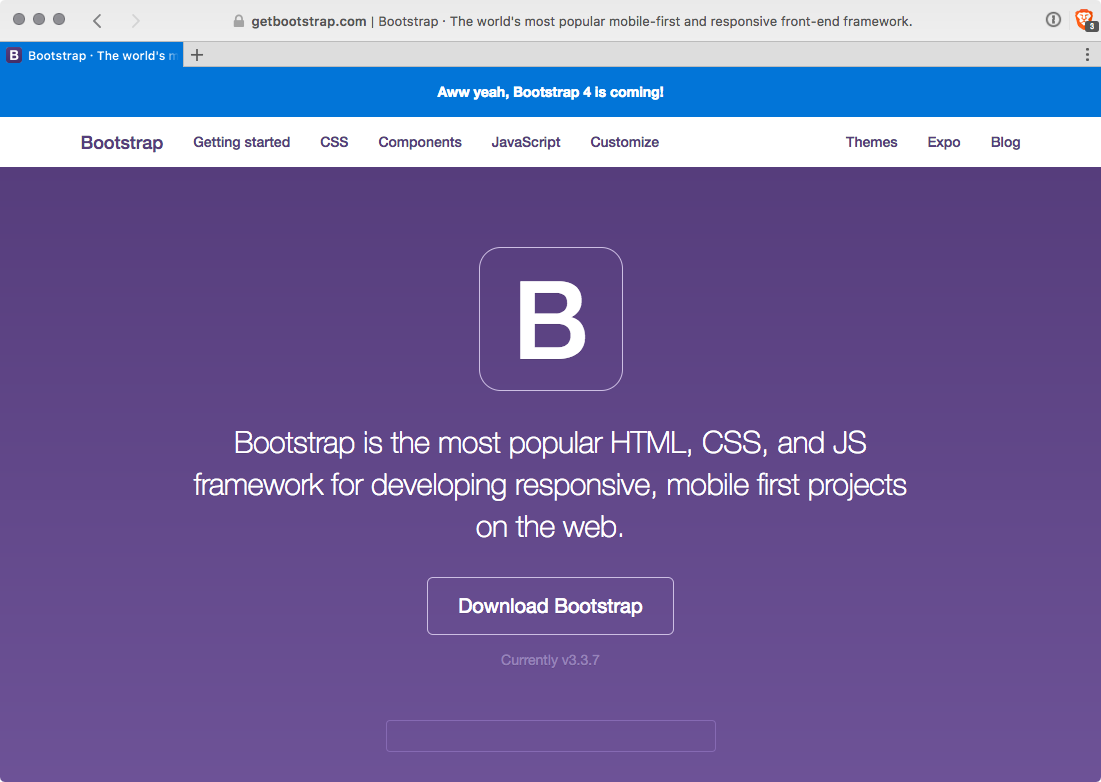 getbootstrap.com | Bootstrap · The world's most popular mobile-first and responsive front-end framework.
3
B Bootstrap · The world's m
Aww yeah, Bootstrap 4 is coming!
Bootstrap Getting started CSS Components JavaScript Customize Themes Expo Blog
B
Bootstrap is the most popular HTML, CSS, and JS
framework for developing responsive, mobile first projects
on the web.
Download Bootstrap
Currently v3.3.7